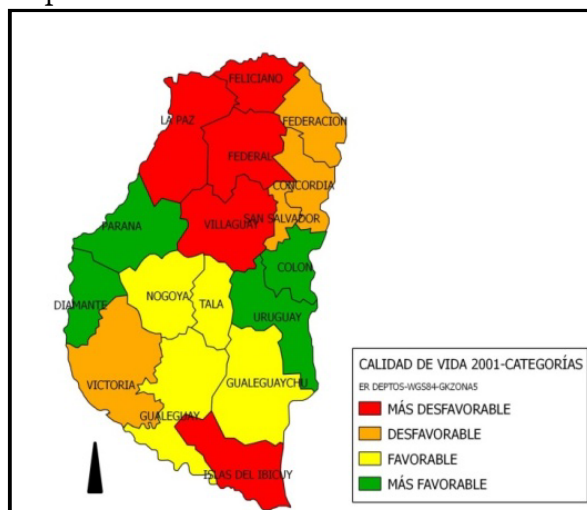 FELICIANO
LA PAZ
FEDERACION
FEDERAL
CONCORDIA
SAN SALVADOR
VILLAGUAY
PARANA
COLON
NOGOYA
TALA
DIAMANTE
URUGUAY
VICTORIA
GUALEGUAYCHU
GUALEGUAY
ISLAS DEL IBICUY
CALIDAD DE VIDA 2001-CATEGORÍAS
ER DEPTOS-WGS84-GKZONA5
MÁS DESFAVORABLE
DESFAVORABLE
FAVORABLE
MÁS FAVORABLE